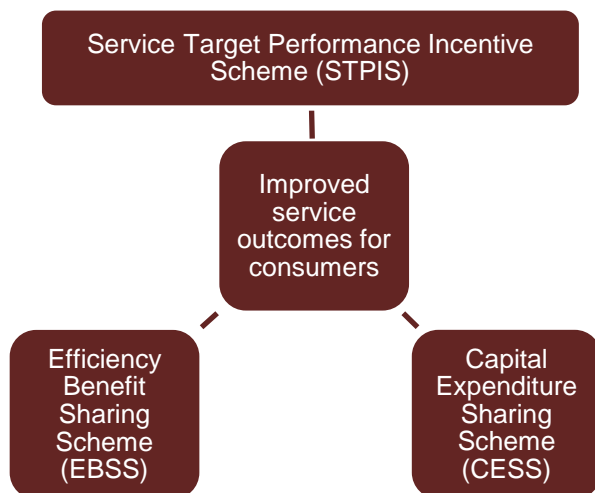 Service Target Performance Incentive
Scheme (STPIS)
Improved
service
outcomes for
consumers
Efficiency
Benefit
Sharing
Scheme
(EBSS)
Capital
Expenditure
Sharing
Scheme
(CESS)